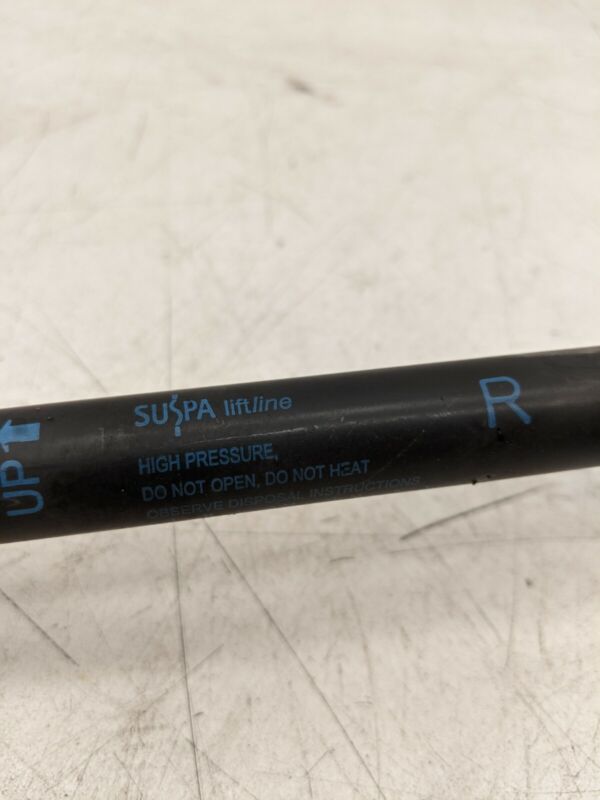 SUSPA liftline
HIGH PRESSURE,
DO NOT OPEN, DO NOT HEAT
OBSERVE DISPOSAL INSTRUCTIONS
UP
R